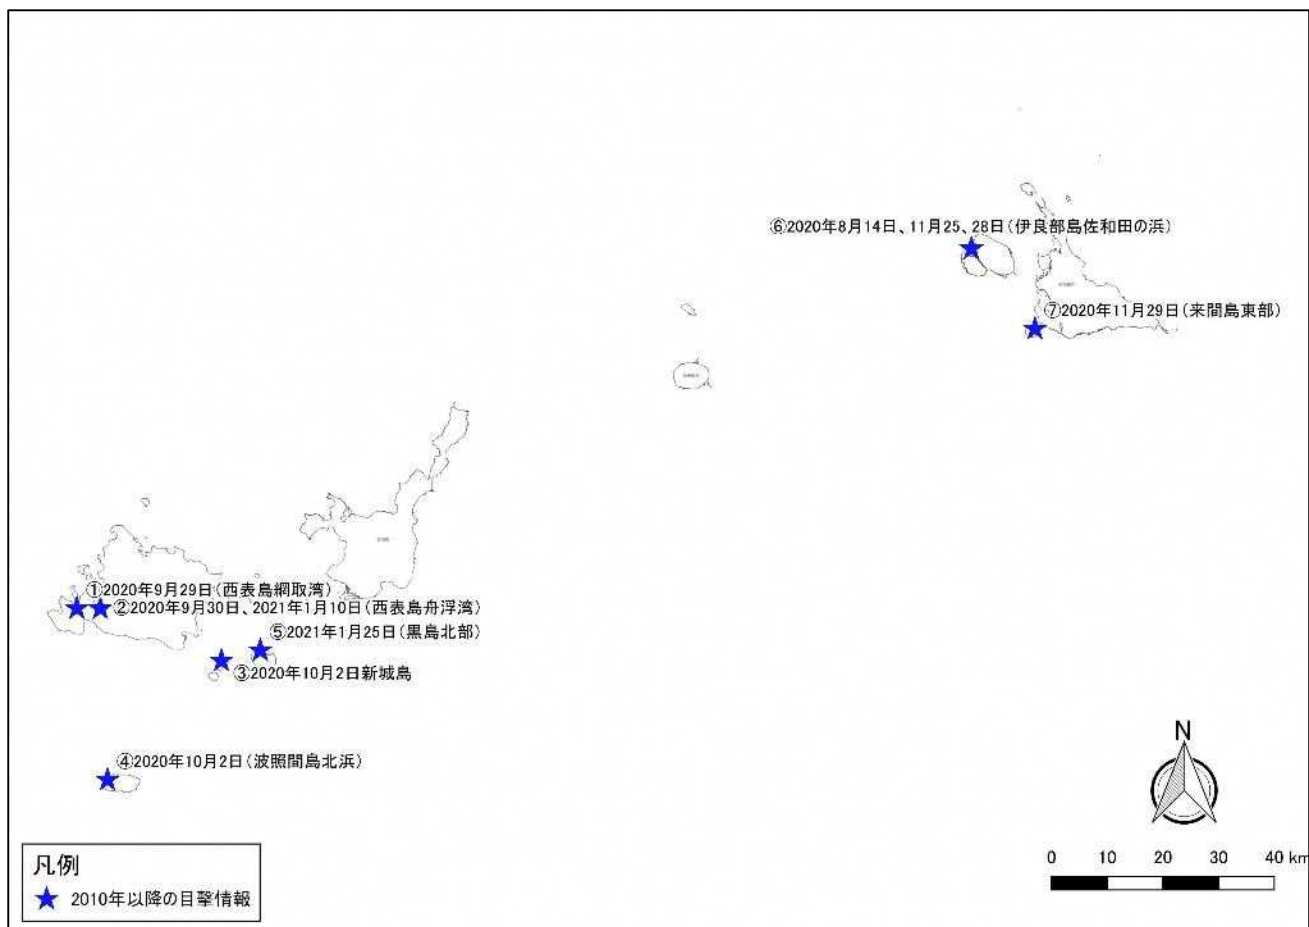 ⑥2020年8月14日、11月25、28日(伊良部島佐和田の浜)
⑦2020年11月29日(来間島東部)
①2020年9月29日(西表島網取湾)
②2020年9月30日、2021年1月10日(西表島舟浮湾)
⑤2021年1月25日(黒島北部)
③2020年10月2日新城島
④2020年10月2日(波照間島北浜)
N
0 10 20 30 40 km
凡例
2010年以降の目撃情報